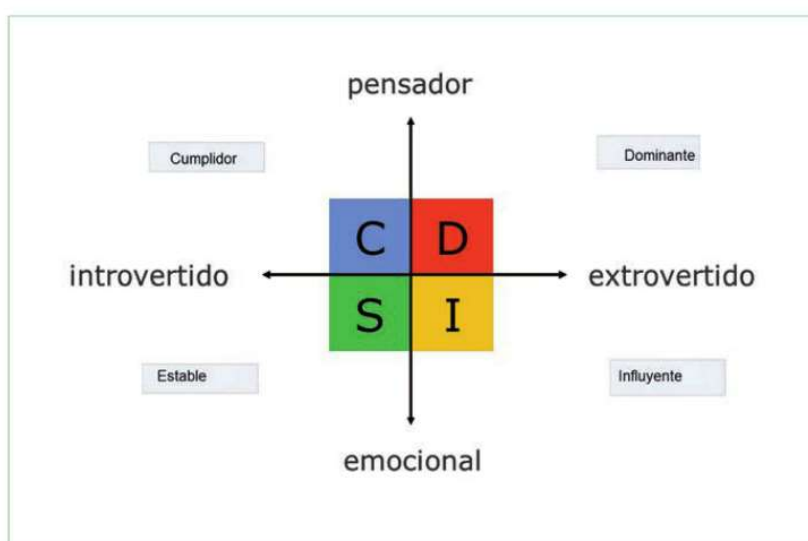 pensador
Cumplidor
Dominante
C D
introvertido
extrovertido
S I
Estable
Influyente
emocional